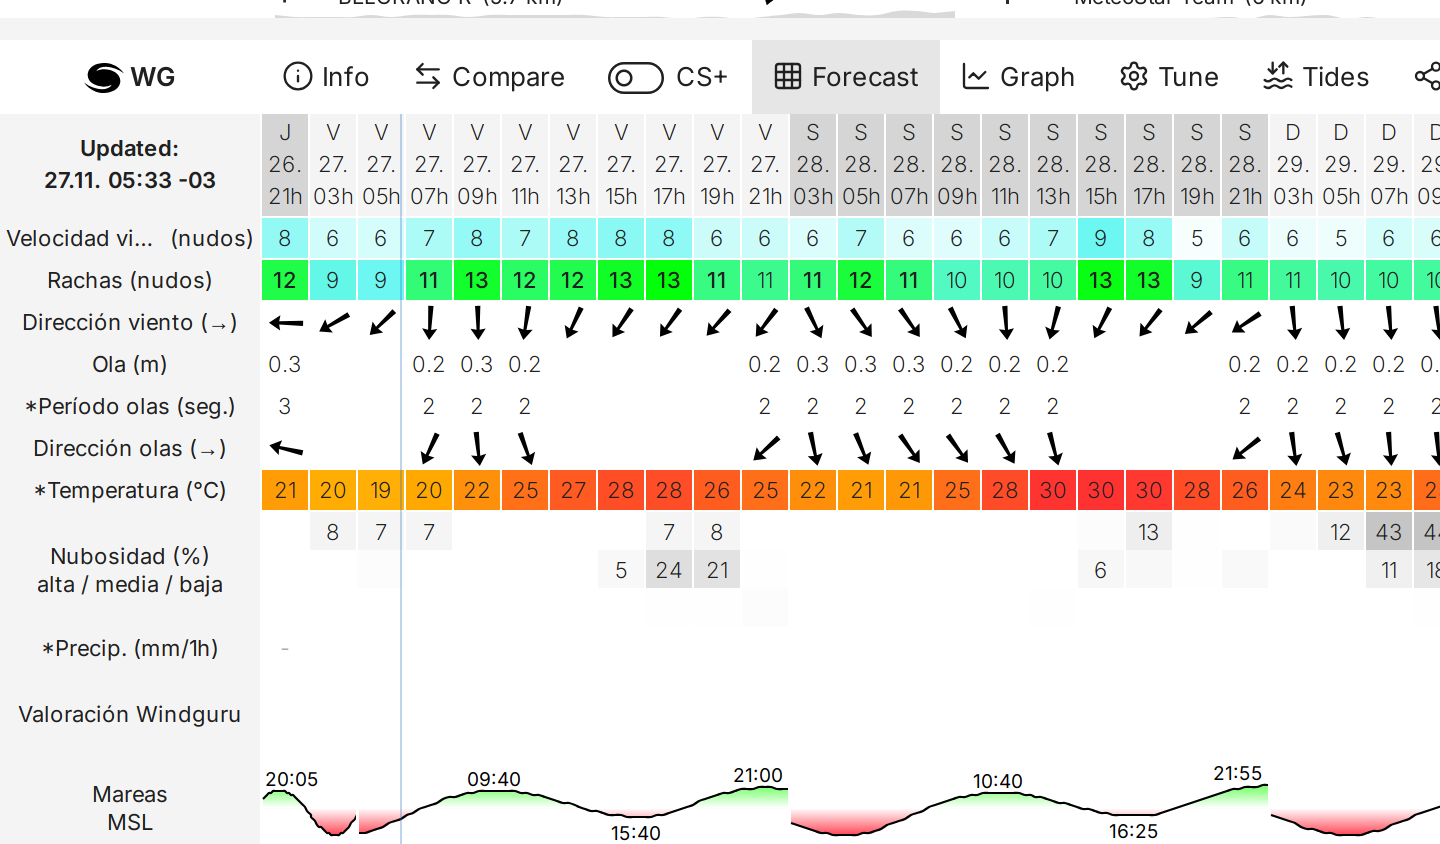 WG Info Compare CS+ Forecast Graph Tune Tides
Updated:
27.11. 05:33 -03
J V V V V V V V V V V S S S S S S S S S S D D D
26. 27. 27. 27. 27. 27. 27. 27. 27. 27. 27. 28. 28. 28. 28. 28. 28. 28. 28. 28. 28. 29. 29. 29.
21h 03h 05h 07h 09h 11h 13h 15h 17h 19h 21h 03h 05h 07h 09h 11h 13h 15h 17h 19h 21h 03h 05h 07h
Velocidad vi... (nudos) 8 6 6 7 8 7 8 8 8 6 6 6 7 6 6 6 7 9 8 5 6 6 5 6
Rachas (nudos) 12 9 9 11 13 12 12 13 13 11 11 11 12 11 10 10 10 13 13 9 11 11 10 10
Dirección viento (→)
Ola (m) 0.3 0.2 0.3 0.2 0.2 0.3 0.3 0.3 0.2 0.2 0.2 0.2 0.2 0.2 0.2
*Período olas (seg.) 3 2 2 2 2 2 2 2 2 2 2 2 2 2 2
Dirección olas (→)
*Temperatura (°C) 21 20 19 20 22 25 27 28 28 26 25 22 21 21 25 28 30 30 30 28 26 24 23 23
8 7 7 7 8 13 12 43
Nubosidad (%) 5 24 21 6 11 18
alta / media / baja
*Precip. (mm/1h) -
Valoración Windguru
20:05 09:40 21:00 10:40 21:55
Mareas
MSL 15:40 16:25